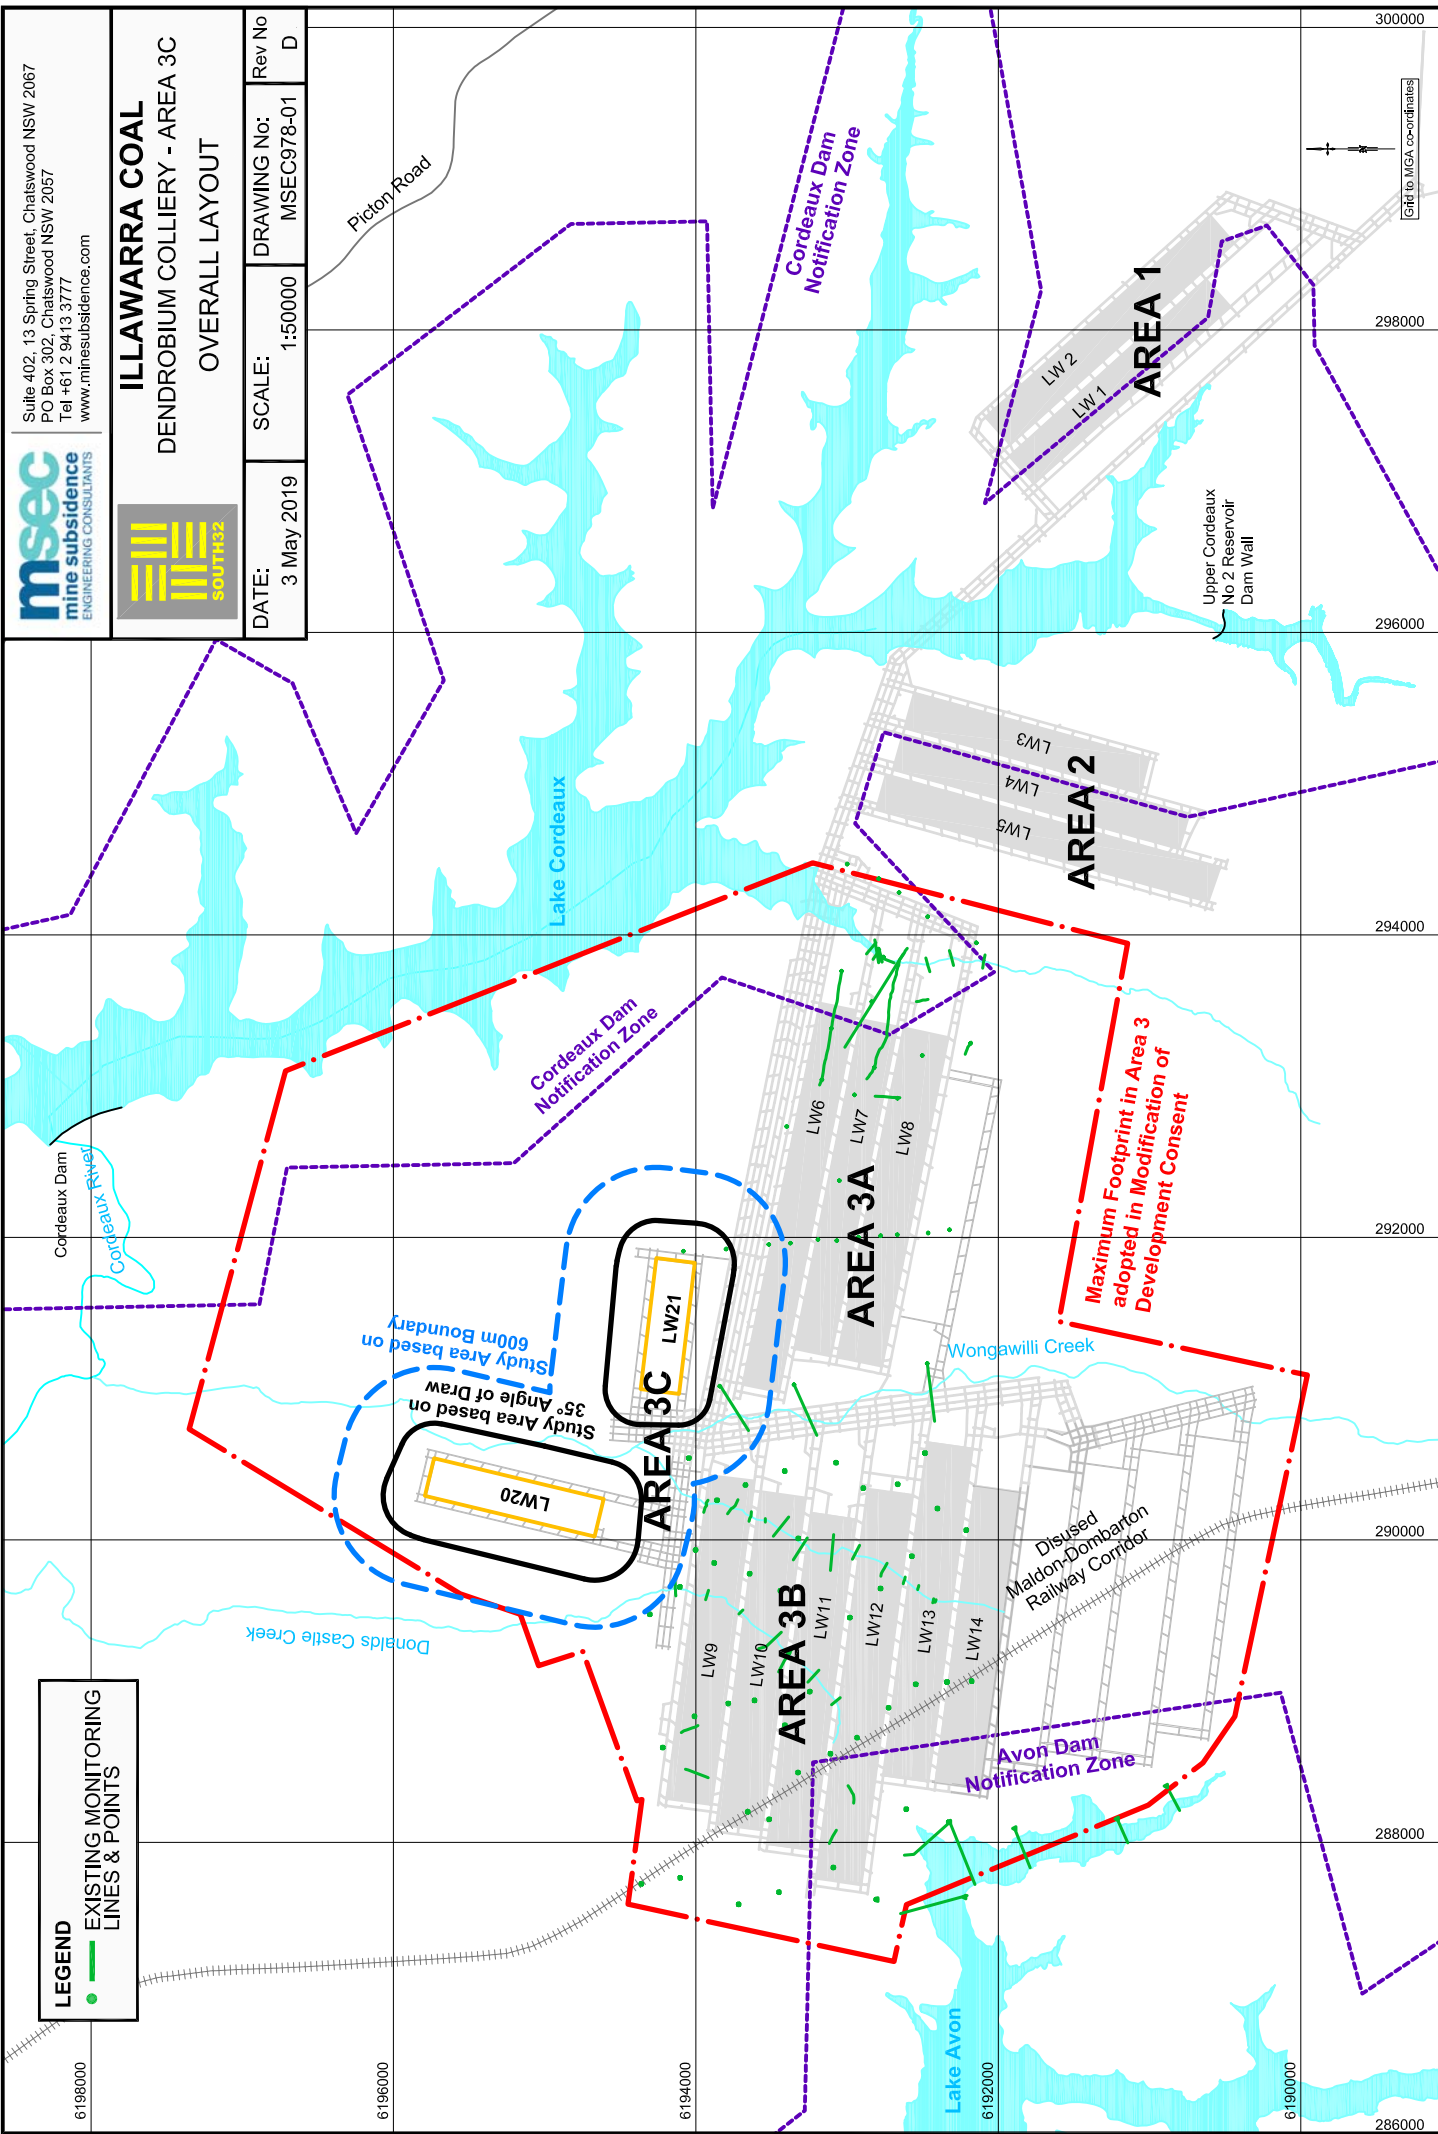 msec
mine subsidence
ENGINEERING CONSULTANTS
Suite 402, 13 Spring Street, Chatswood NSW 2067
PO Box 302, Chatswood NSW 2057
Tel +61 2 9413 3777
www.minesubsidence.com
SOUTH32
ILLAWARRA COAL
DENDROBIUM COLLIERY - AREA 3C
OVERALL LAYOUT
DATE:
3 May 2019
SCALE:
1:50000
DRAWING No:
MSEC978-01
Rev No
D
LEGEND
EXISTING MONITORING
LINES & POINTS
Picton Road
Cordeaux Dam
Notification Zone
Cordeaux Dam
Cordeaux River
Lake Cordeaux
Cordeaux Dam
Notification Zone
Study Area based on
600m Boundary
Study Area based on
35° Angle of Draw
LW20
LW21
AREA 3C
Donalds Castle Creek
LW6
LW7
LW8
AREA 3A
LW3
LW4
LW5
AREA 2
LW 2
LW 1
AREA 1
Upper Cordeaux
No 2 Reservoir
Dam Wall
Maximum Footprint in Area 3
adopted in Modification of
Development Consent
Wongawilli Creek
LW9
LW10
LW11
LW12
LW13
LW14
AREA 3B
Disused
Maldon-Dombarton
Railway Corridor
Avon Dam
Notification Zone
Lake Avon
N
Grid to MGA co-ordinates
6198000
6196000
6194000
6192000
6190000
286000
288000
290000
292000
294000
296000
298000
300000